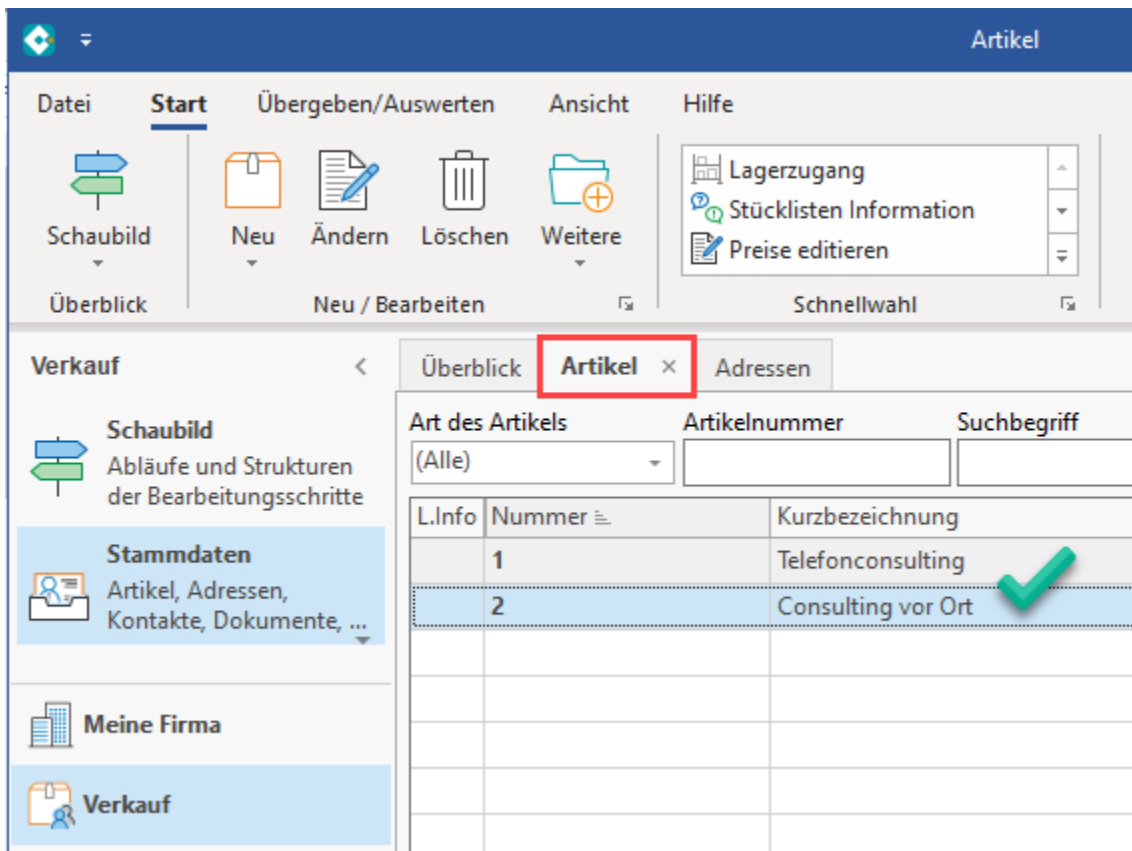 Artikel
Datei Start Übergeben/Auswerten Ansicht Hilfe
Schaubild
Neu Ändern Löschen Weitere
Lagerzugang
Stücklisten Information
Preise editieren
Überblick Neu / Bearbeiten Schnellwahl
Verkauf
Schaubild
Abläufe und Strukturen
der Bearbeitungsschritte
Stammdaten
Artikel, Adressen,
Kontakte, Dokumente, ...
Meine Firma
Verkauf
Überblick Artikel × Adressen
Art des Artikels Artikelnummer Suchbegriff
(Alle)
L.Info Nummer Kurzbezeichnung
1 Telefonconsulting
2 Consulting vor Ort